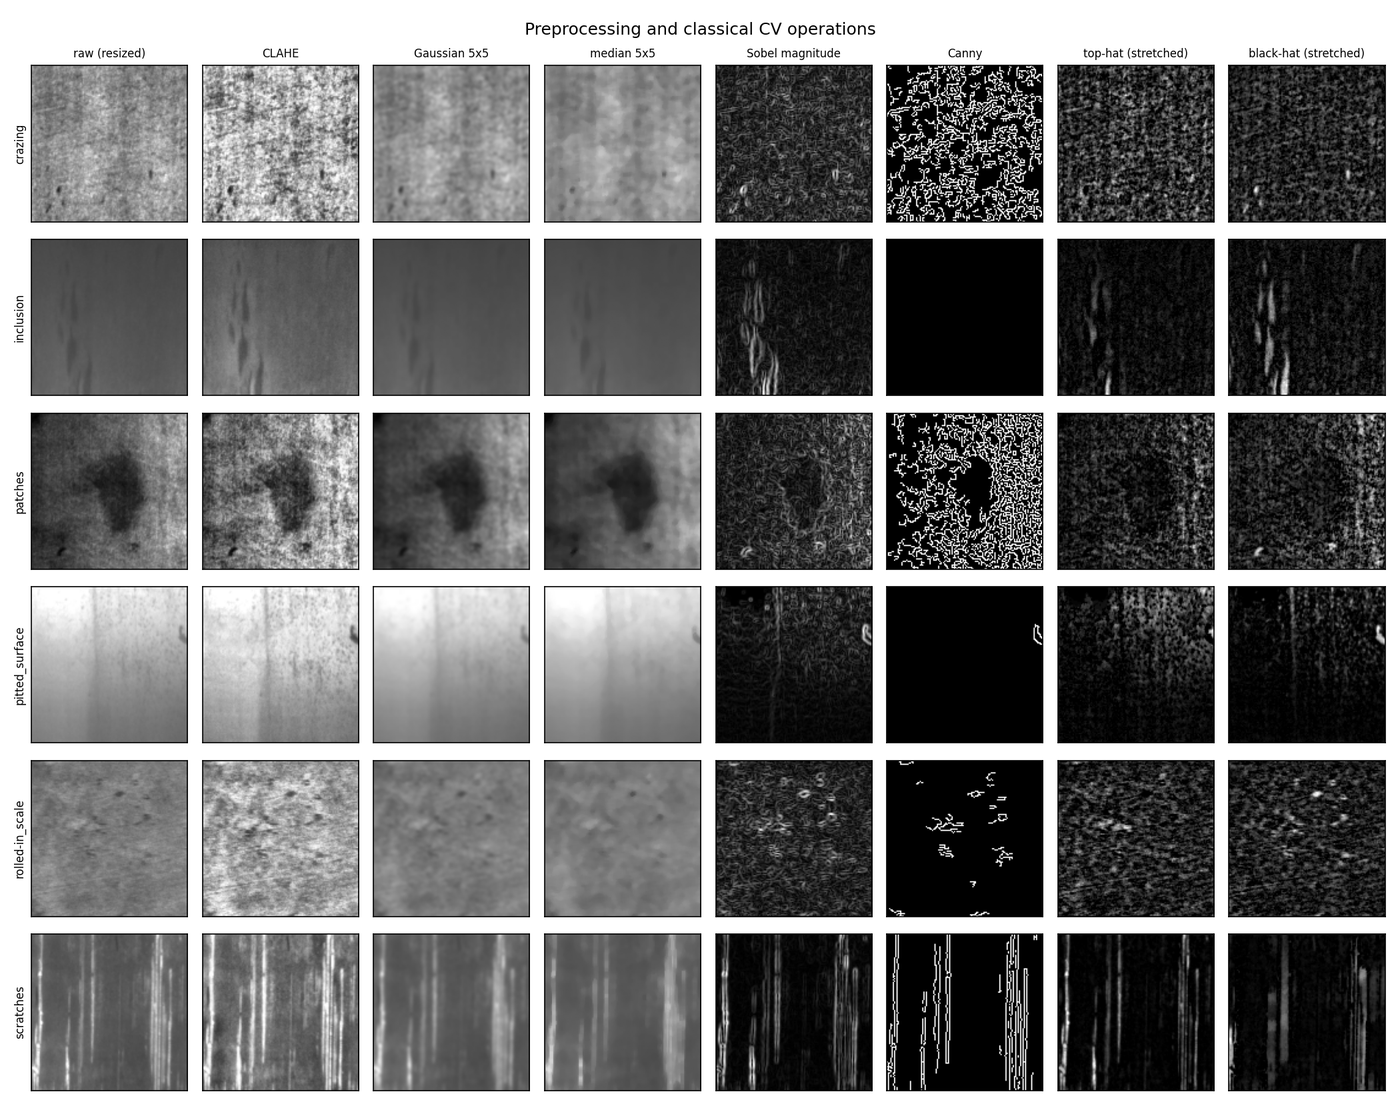 Preprocessing and classical CV operations
raw (resized)
CLAHE
Gaussian 5x5
median 5x5
Sobel magnitude
Canny
top-hat (stretched)
black-hat (stretched)
crazing
inclusion
patches
pitted_surface
rolled-in_scale
scratches